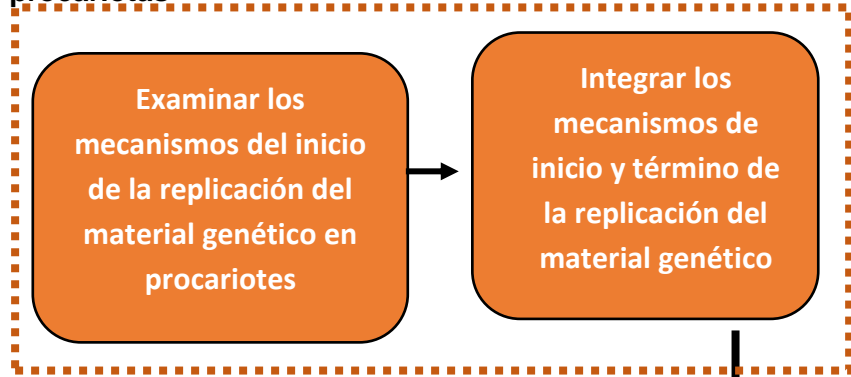 procariotas
Examinar los
mecanismos del inicio
de la replicación del
material genético en
procariotes
Integrar los
mecanismos de
inicio y término de
la replicación del
material genético